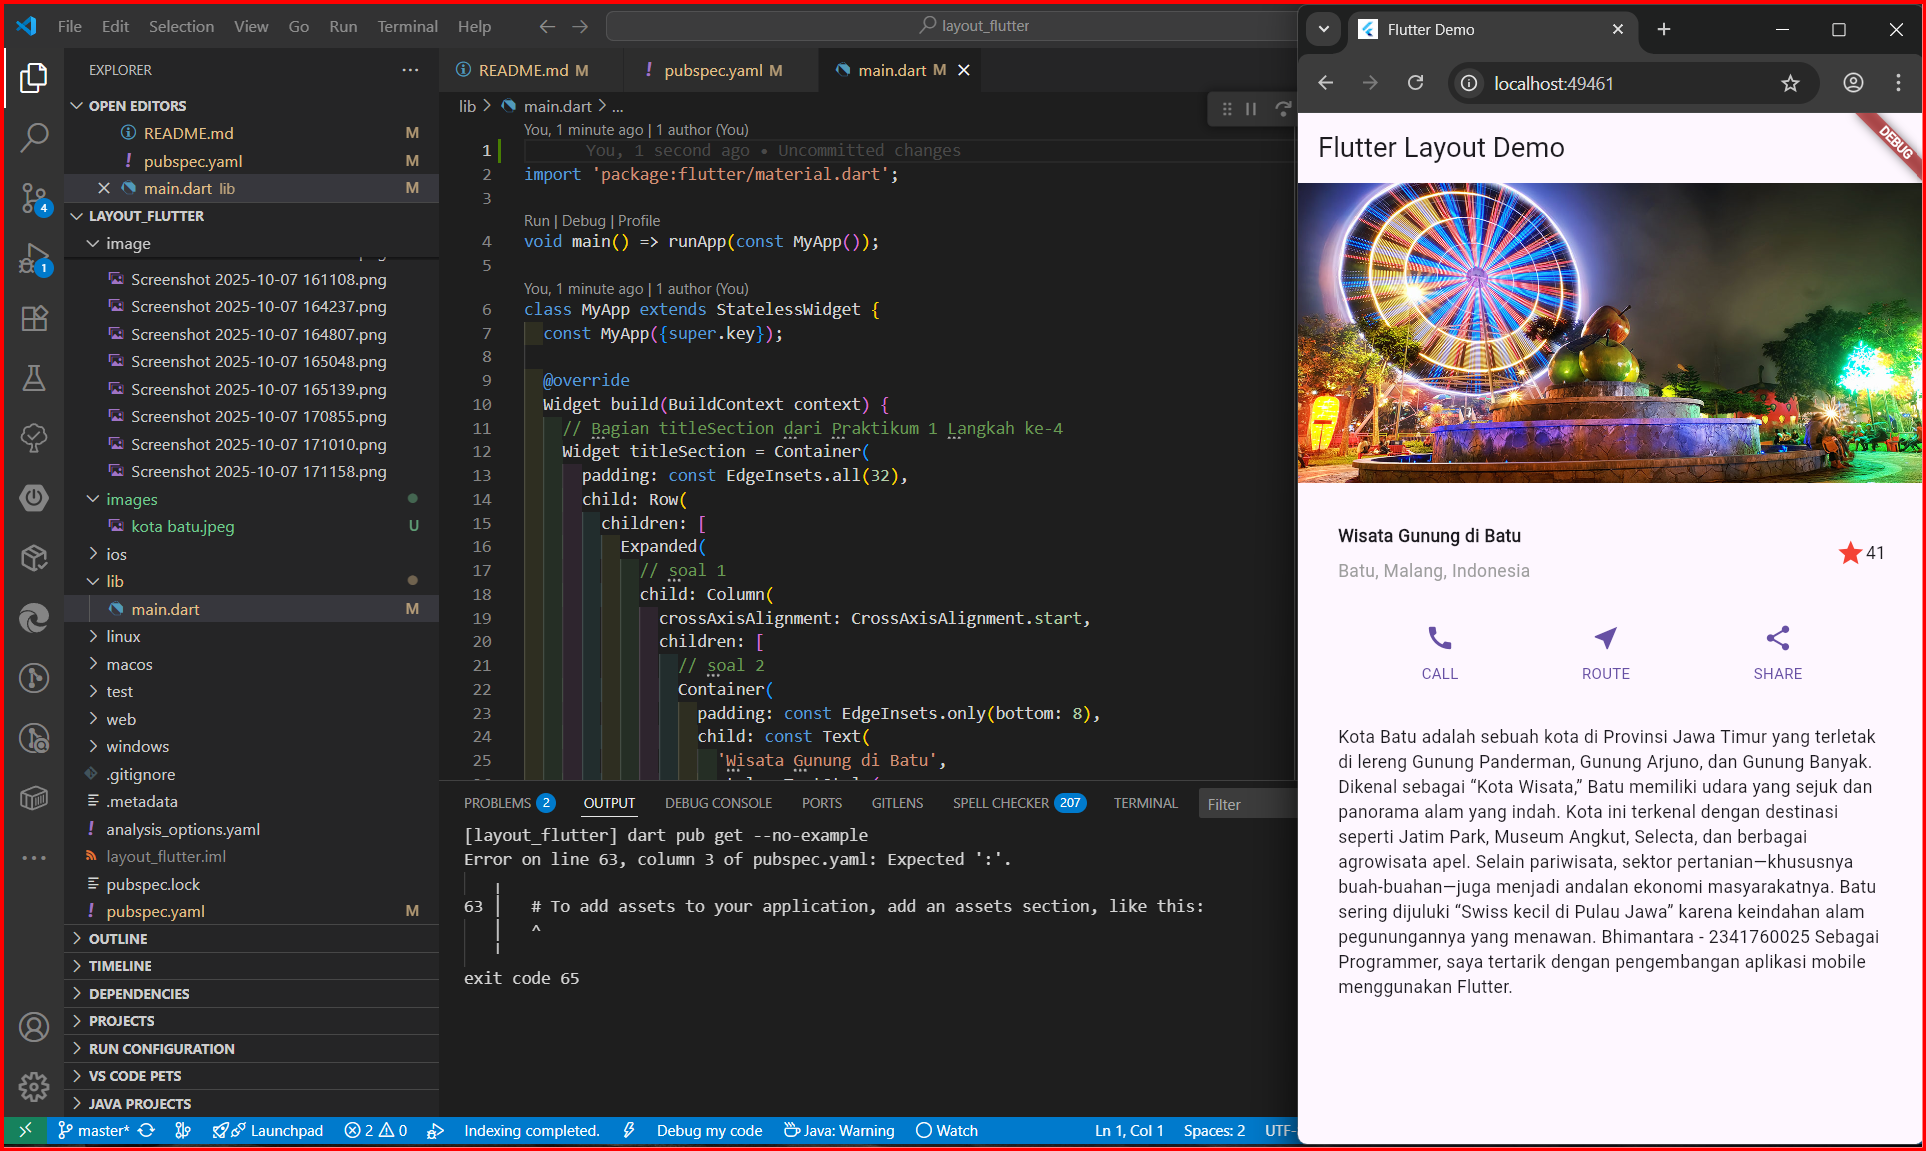 File Edit Selection View Go Run Terminal Help
layout_flutter
EXPLORER
OPEN EDITORS
README.md M
pubspec.yaml M
main.dart lib M
LAYOUT_FLUTTER
image
Screenshot 2025-10-07 161108.png
Screenshot 2025-10-07 164237.png
Screenshot 2025-10-07 164807.png
Screenshot 2025-10-07 165048.png
Screenshot 2025-10-07 165139.png
Screenshot 2025-10-07 170855.png
Screenshot 2025-10-07 171010.png
Screenshot 2025-10-07 171158.png
images
kota batu.jpeg U
ios
lib
main.dart M
linux
macos
test
web
windows
.gitignore
.metadata
analysis_options.yaml
layout_flutter.iml
pubspec.lock
pubspec.yaml M
OUTLINE
TIMELINE
DEPENDENCIES
PROJECTS
RUN CONFIGURATION
VS CODE PETS
JAVA PROJECTS
4
1
README.md M
pubspec.yaml M
main.dart M
lib > main.dart > ...
You, 1 minute ago | 1 author (You)
1 You, 1 second ago • Uncommitted changes
2 import 'package:flutter/material.dart';
3
Run | Debug | Profile
4 void main() => runApp(const MyApp());
5
You, 1 minute ago | 1 author (You)
6 class MyApp extends StatelessWidget {
7 const MyApp({super.key});
8
9 @override
10 Widget build(BuildContext context) {
11 // Bagian titleSection dari Praktikum 1 Langkah ke-4
12 Widget titleSection = Container(
13 padding: const EdgeInsets.all(32),
14 child: Row(
15 children: [
16 Expanded(
17 // soal 1
18 child: Column(
19 crossAxisAlignment: CrossAxisAlignment.start,
20 children: [
21 // soal 2
22 Container(
23 padding: const EdgeInsets.only(bottom: 8),
24 child: const Text(
25 'Wisata Gunung di Batu',
PROBLEMS 2 OUTPUT DEBUG CONSOLE PORTS GITLENS SPELL CHECKER 207 TERMINAL Filter
[layout_flutter] dart pub get --no-example
Error on line 63, column 3 of pubspec.yaml: Expected ':'.
63 | # To add assets to your application, add an assets section, like this:
| ^
exit code 65
master* Launchpad 2 0 Indexing completed. Debug my code Java: Warning Watch Ln 1, Col 1 Spaces: 2 UTF-
Flutter Demo
localhost:49461
Flutter Layout Demo
DEBUG
Wisata Gunung di Batu
Batu, Malang, Indonesia
41
CALL ROUTE SHARE
Kota Batu adalah sebuah kota di Provinsi Jawa Timur yang terletak
di lereng Gunung Panderman, Gunung Arjuno, dan Gunung Banyak.
Dikenal sebagai “Kota Wisata,” Batu memiliki udara yang sejuk dan
panorama alam yang indah. Kota ini terkenal dengan destinasi
seperti Jatim Park, Museum Angkut, Selecta, dan berbagai
agrowisata apel. Selain pariwisata, sektor pertanian—khususnya
buah-buahan—juga menjadi andalan ekonomi masyarakatnya. Batu
sering dijuluki “Swiss kecil di Pulau Jawa” karena keindahan alam
pegunungannya yang menawan. Bhimantara - 2341760025 Sebagai
Programmer, saya tertarik dengan pengembangan aplikasi mobile
menggunakan Flutter.